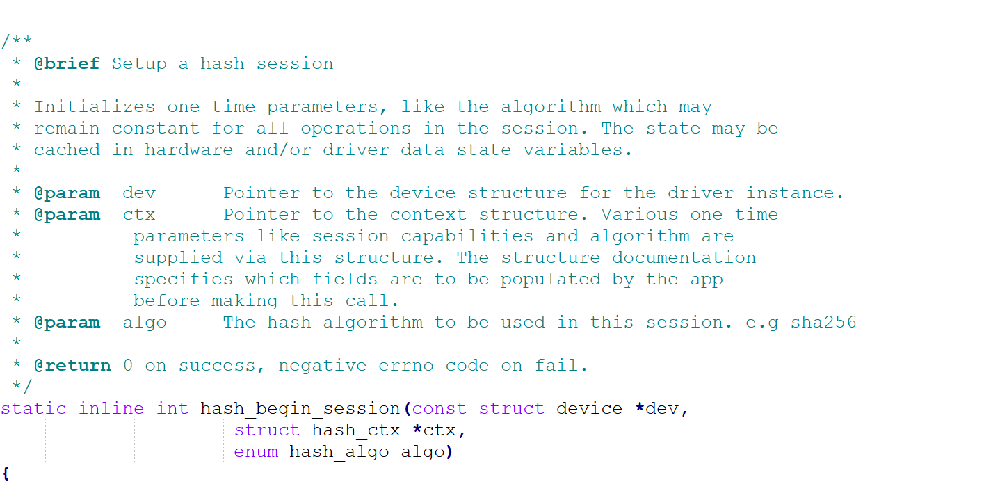 /**
 * @brief Setup a hash session
 *
 * Initializes one time parameters, like the algorithm which may
 * remain constant for all operations in the session. The state may be
 * cached in hardware and/or driver data state variables.
 *
 * @param  dev      Pointer to the device structure for the driver instance.
 * @param  ctx      Pointer to the context structure. Various one time
 *          parameters like session capabilities and algorithm are
 *          supplied via this structure. The structure documentation
 *          specifies which fields are to be populated by the app
 *          before making this call.
 * @param  algo     The hash algorithm to be used in this session. e.g sha256
 *
 * @return 0 on success, negative errno code on fail.
 */
static inline int hash_begin_session(const struct device *dev,
                     struct hash_ctx *ctx,
                     enum hash_algo algo)
{